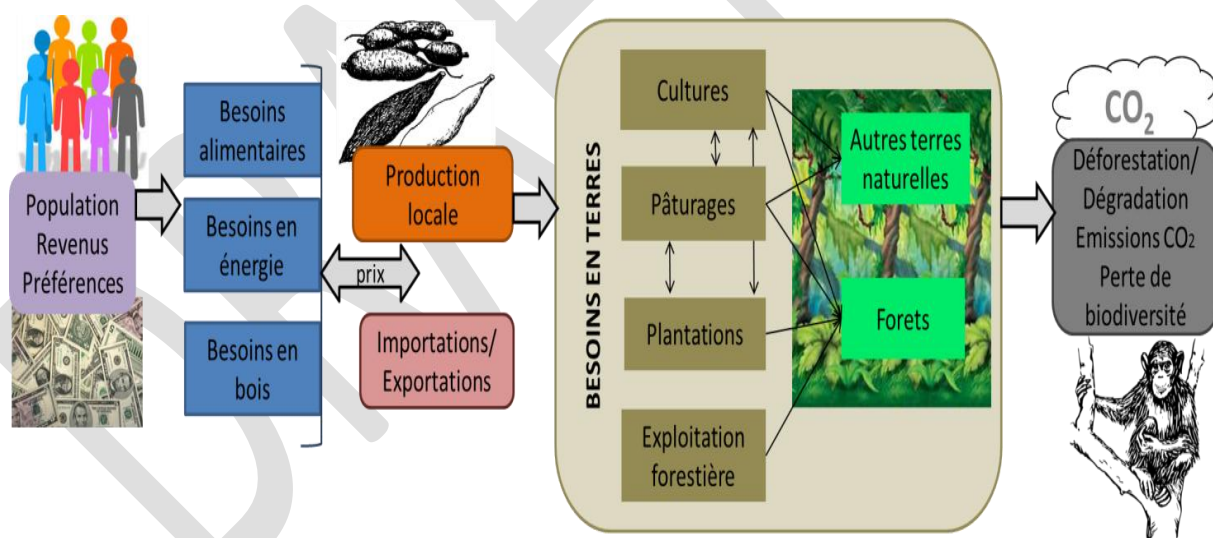 Population
Revenus
Préférences
Besoins
alimentaires
Besoins en
énergie
Besoins en
bois
prix
Production
locale
Importations/
Exportations
BESOINS EN TERRES
Cultures
Pâturages
Plantations
Exploitation
forestière
Autres terres
naturelles
Forets
CO₂
Déforestation/
Dégradation
Emissions CO₂
Perte de
biodiversité